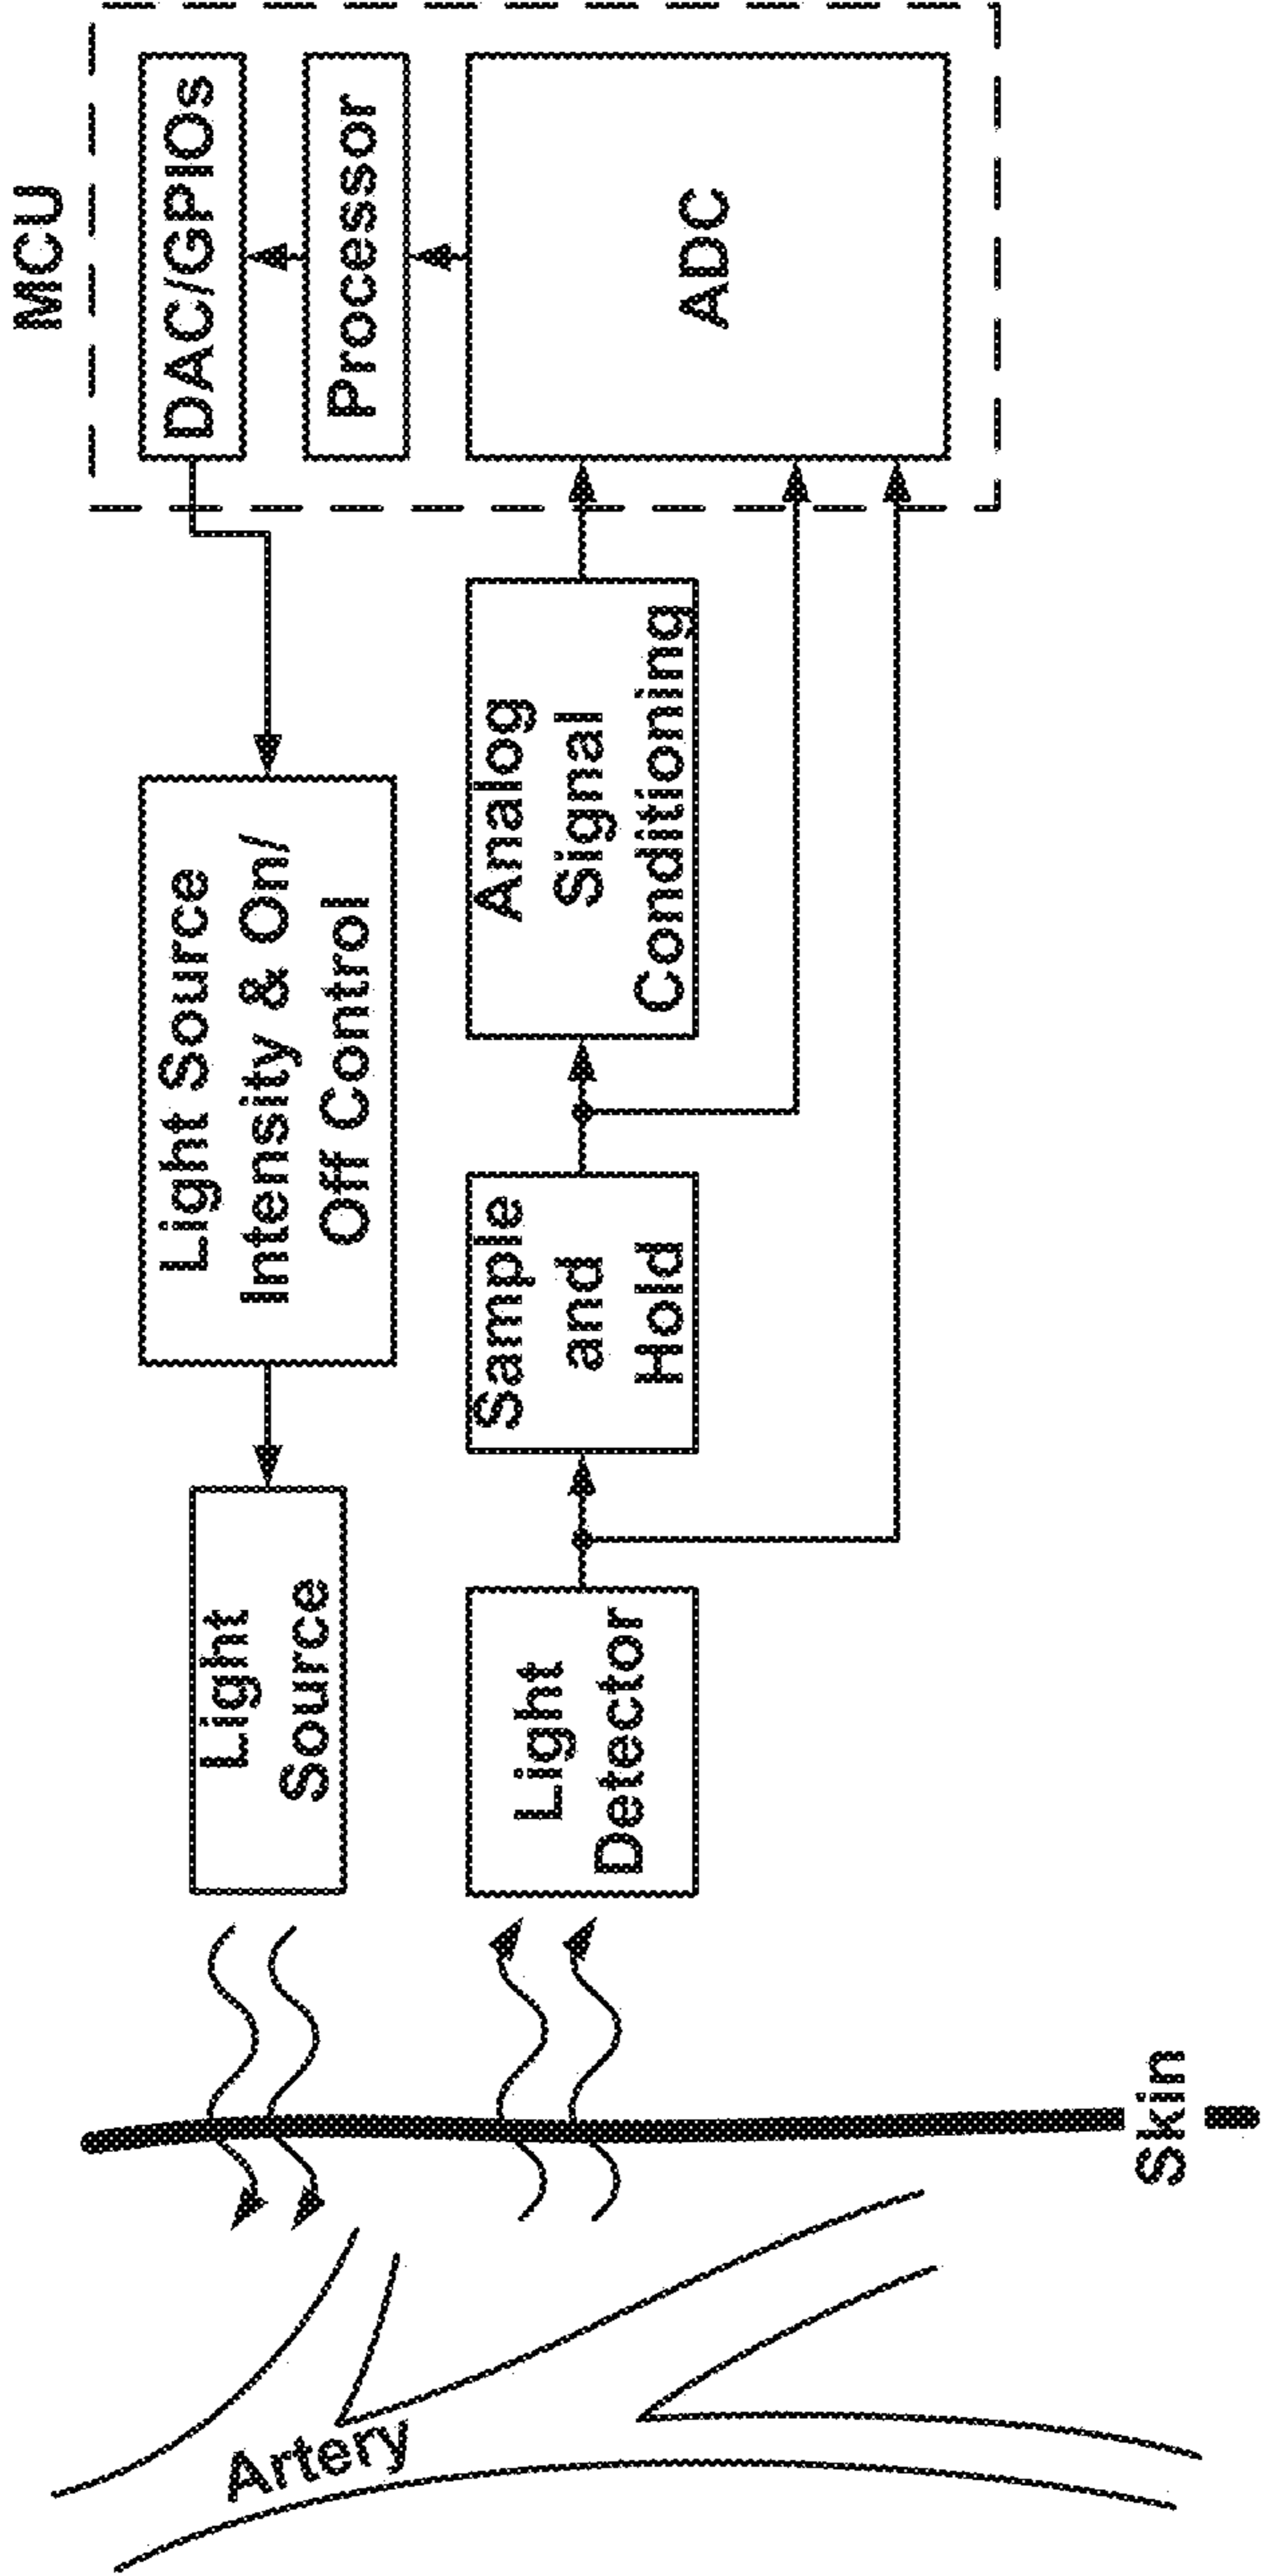 MCU
DAC/GPIOs
Processor
ADC
Light Source
Intensity & On/
Off Control
Analog
Signal
Conditioning
Sample
and
Hold
Light
Source
Light
Detector
Skin
Artery